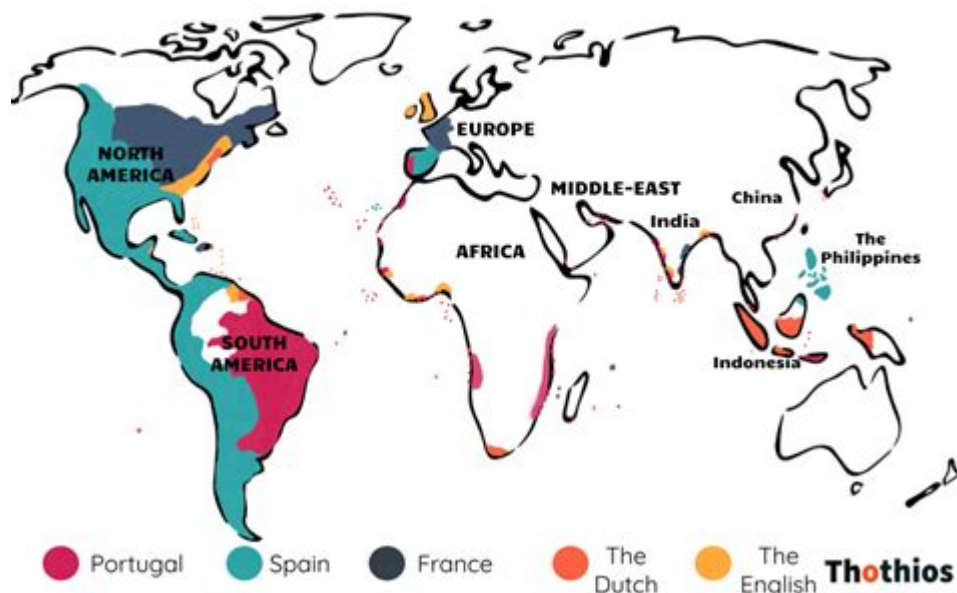 EUROPE
NORTH
AMERICA
MIDDLE-EAST
China
India
AFRICA
The
Philippines
SOUTH
AMERICA
Indonesia
Portugal
Spain
France
The
Dutch
The
English
Thothios